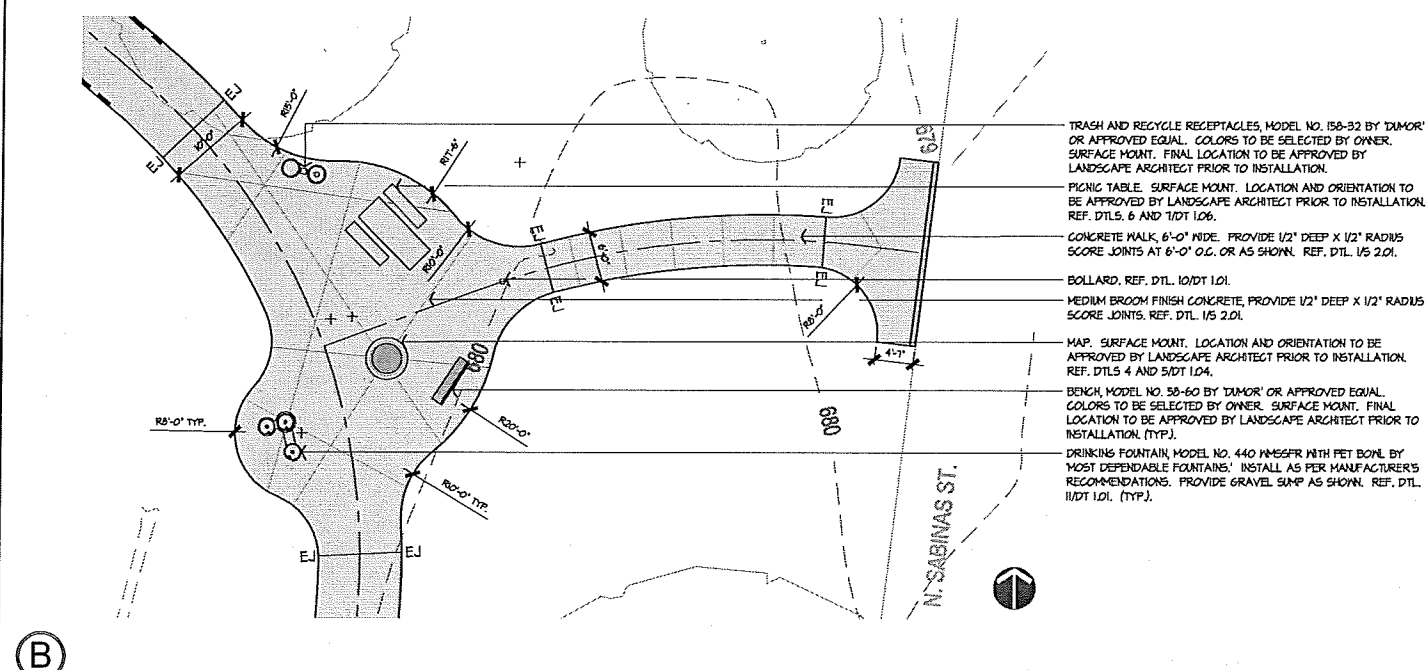 TRASH AND RECYCLE RECEPTACLES, MODEL NO. 158-32 BY 'DUMOR'
OR APPROVED EQUAL. COLORS TO BE SELECTED BY OWNER.
SURFACE MOUNT. FINAL LOCATION TO BE APPROVED BY
LANDSCAPE ARCHITECT PRIOR TO INSTALLATION.
PICNIC TABLE. SURFACE MOUNT. LOCATION AND ORIENTATION TO
BE APPROVED BY LANDSCAPE ARCHITECT PRIOR TO INSTALLATION.
REF. DTLS. 6 AND 7/DT 1.06.
CONCRETE WALK, 6'-0" WIDE. PROVIDE 1/2" DEEP X 1/2" RADIUS
SCORE JOINTS AT 6'-0" O.C. OR AS SHOWN. REF. DTL. 1/S 2.01.
BOLLARD. REF. DTL. 10/DT 1.01.
MEDIUM BROOM FINISH CONCRETE, PROVIDE 1/2" DEEP X 1/2" RADIUS
SCORE JOINTS. REF. DTL. 1/S 2.01.
MAP. SURFACE MOUNT. LOCATION AND ORIENTATION TO BE
APPROVED BY LANDSCAPE ARCHITECT PRIOR TO INSTALLATION.
REF. DTLS 4 AND 5/DT 1.04.
BENCH, MODEL NO. 58-60 BY 'DUMOR' OR APPROVED EQUAL.
COLORS TO BE SELECTED BY OWNER. SURFACE MOUNT. FINAL
LOCATION TO BE APPROVED BY LANDSCAPE ARCHITECT PRIOR TO
INSTALLATION. (TYP.).
DRINKING FOUNTAIN, MODEL NO. 440 WMSSFR WITH PET BOWL BY
'MOST DEPENDABLE FOUNTAINS.' INSTALL AS PER MANUFACTURER'S
RECOMMENDATIONS. PROVIDE GRAVEL SUMP AS SHOWN. REF. DTL.
11/DT 1.01. (TYP.).
EJ
EJ
10'-0"
R15'-0"
R17'-6"
R10'-0"
EJ
EJ
6'-0"
EJ
EJ
R8'-0"
4'-7"
679
680
680
R8'-0" TYP.
R20'-0"
R10'-0" TYP.
EJ
EJ
N. SABINAS ST.
B